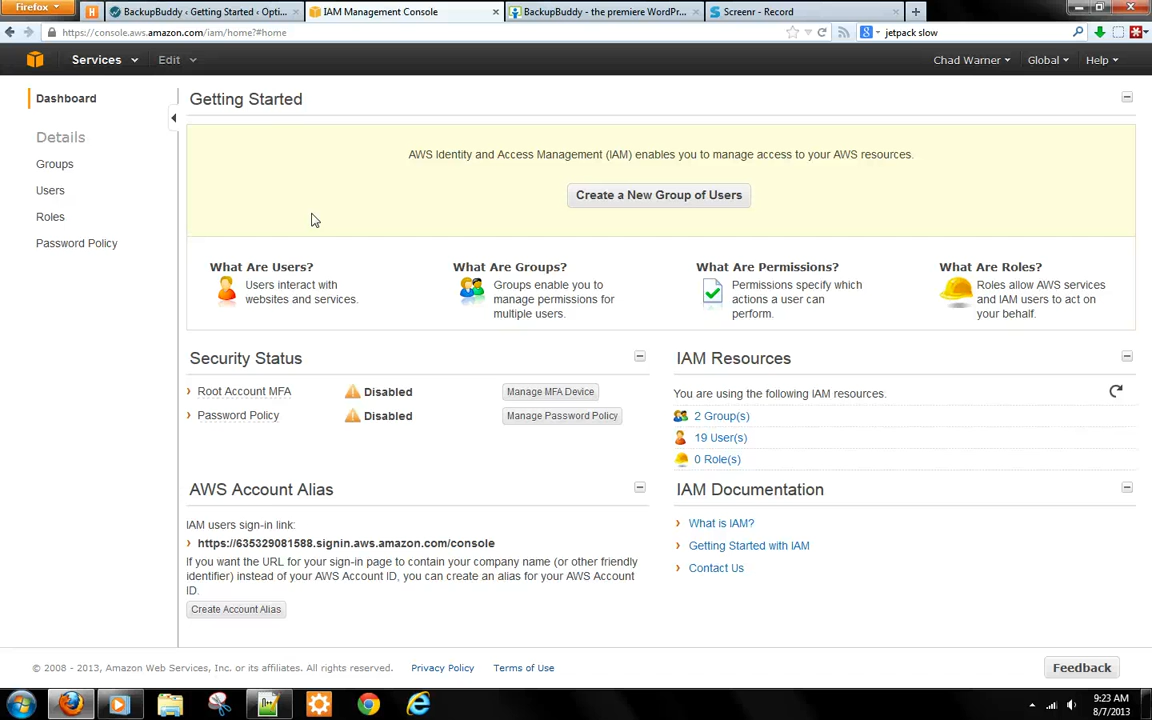 Firefox
BackupBuddy ‹ Getting Started ‹ Opti...
IAM Management Console
BackupBuddy - the premiere WordPr...
Screenr - Record
https://console.aws.amazon.com/iam/home?#home
jetpack slow
Services
Edit
Chad Warner
Global
Help
Dashboard
Details
Groups
Users
Roles
Password Policy
Getting Started
AWS Identity and Access Management (IAM) enables you to manage access to your AWS resources.
Create a New Group of Users
What Are Users?
Users interact with
websites and services.
What Are Groups?
Groups enable you to
manage permissions for
multiple users.
What Are Permissions?
Permissions specify which
actions a user can
perform.
What Are Roles?
Roles allow AWS services
and IAM users to act on
your behalf.
Security Status
Root Account MFA
Disabled
Manage MFA Device
Password Policy
Disabled
Manage Password Policy
IAM Resources
You are using the following IAM resources.
2 Group(s)
19 User(s)
0 Role(s)
AWS Account Alias
IAM users sign-in link:
https://635329081588.signin.aws.amazon.com/console
If you want the URL for your sign-in page to contain your company name (or other friendly
identifier) instead of your AWS Account ID, you can create an alias for your AWS Account
ID.
Create Account Alias
IAM Documentation
What is IAM?
Getting Started with IAM
Contact Us
© 2008 - 2013, Amazon Web Services, Inc. or its affiliates. All rights reserved.
Privacy Policy
Terms of Use
Feedback
9:23 AM
8/7/2013